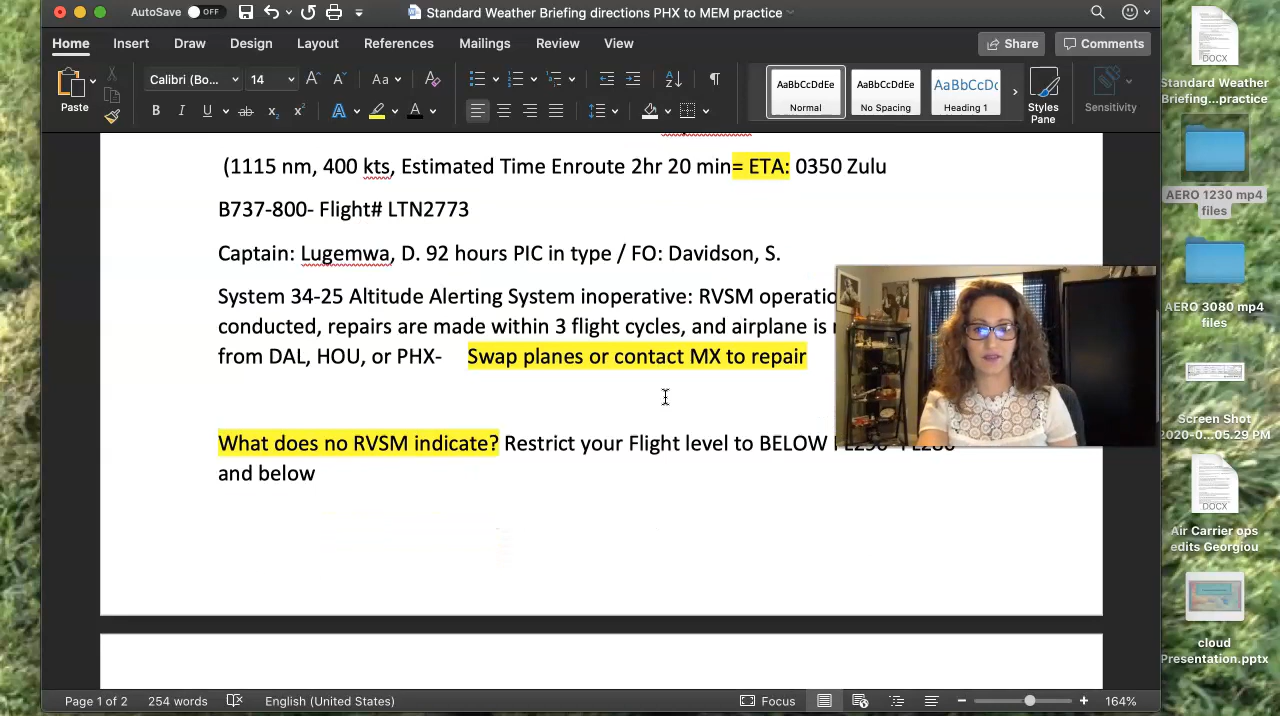 AutoSave OFF
Standard Weather Briefing directions PHX to MEM practice
Home Insert Draw Design Layout References Mailings Review View Share Comments
Paste
Calibri (Bo... 14
AaBbCcDdEe AaBbCcDdEe AaBbCcDc
Normal No Spacing Heading 1
Styles Pane
Sensitivity
(1115 nm, 400 kts, Estimated Time Enroute 2hr 20 min= ETA: 0350 Zulu
B737-800- Flight# LTN2773
Captain: Lugemwa, D. 92 hours PIC in type / FO: Davidson, S.
System 34-25 Altitude Alerting System inoperative: RVSM
conducted, repairs are made within 3 flight cycles, and airplane is
from DAL, HOU, or PHX- Swap planes or contact MX to repair
What does no RVSM indicate? Restrict your Flight level to BELOW
and below
Page 1 of 2 254 words English (United States) Focus 164%
DOCX
Standard Weather
Briefing...practice
AERO 1230 mp4
files
AERO 3080 mp4
files
Screen Shot
2020-0...05.29 PM
DOCX
Air Carrier ops
edits Georgiou
cloud
Presentation.pptx